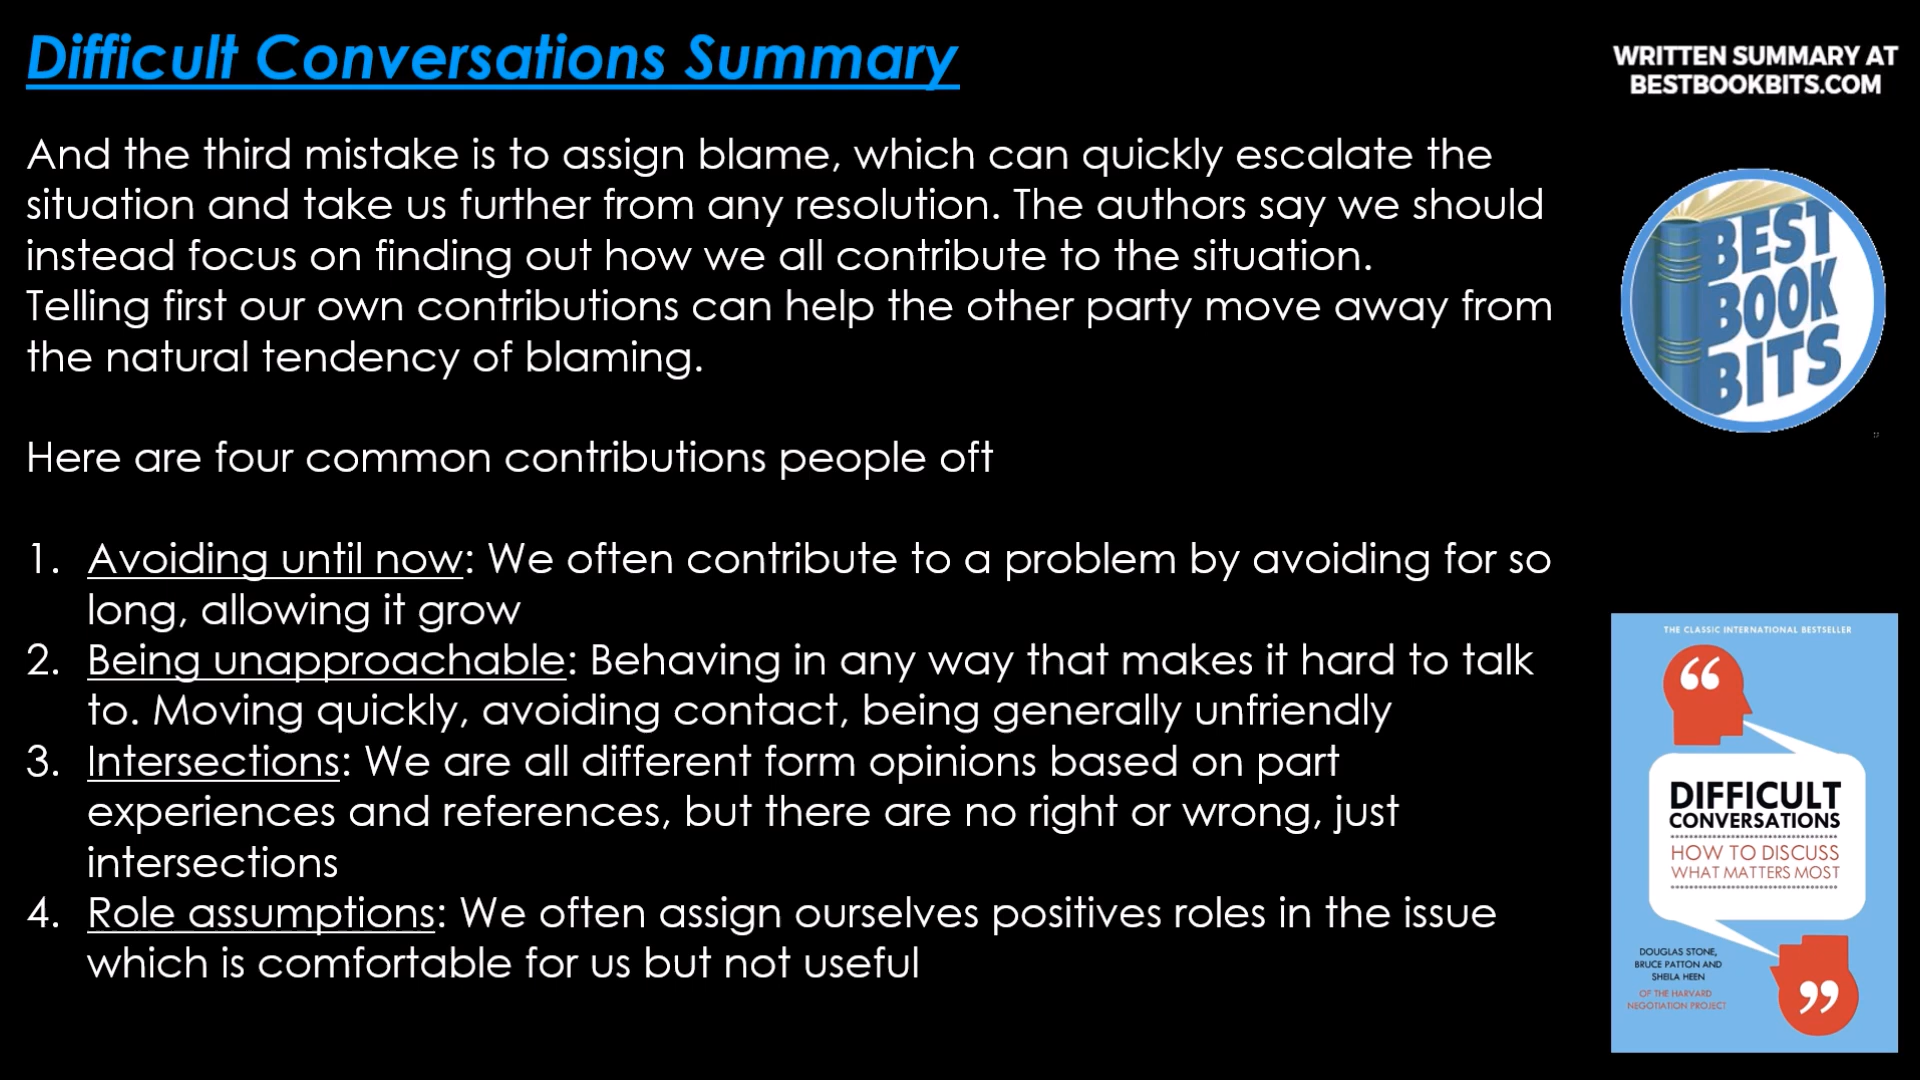 Difficult Conversations Summary
WRITTEN SUMMARY AT
BESTBOOKBITS.COM
And the third mistake is to assign blame, which can quickly escalate the
situation and take us further from any resolution. The authors say we should
instead focus on finding out how we all contribute to the situation.
Telling first our own contributions can help the other party move away from
the natural tendency of blaming.
BEST
BOOK
BITS
Here are four common contributions people oft
1. Avoiding until now: We often contribute to a problem by avoiding for so
long, allowing it grow
2. Being unapproachable: Behaving in any way that makes it hard to talk
to. Moving quickly, avoiding contact, being generally unfriendly
3. Intersections: We are all different form opinions based on part
experiences and references, but there are no right or wrong, just
intersections
4. Role assumptions: We often assign ourselves positives roles in the issue
which is comfortable for us but not useful
THE CLASSIC INTERNATIONAL BESTSELLER
“
DIFFICULT
CONVERSATIONS
HOW TO DISCUSS
WHAT MATTERS MOST
DOUGLAS STONE,
BRUCE PATTON AND
SHEILA HEEN
OF THE HARVARD
NEGOTIATION PROJECT
”